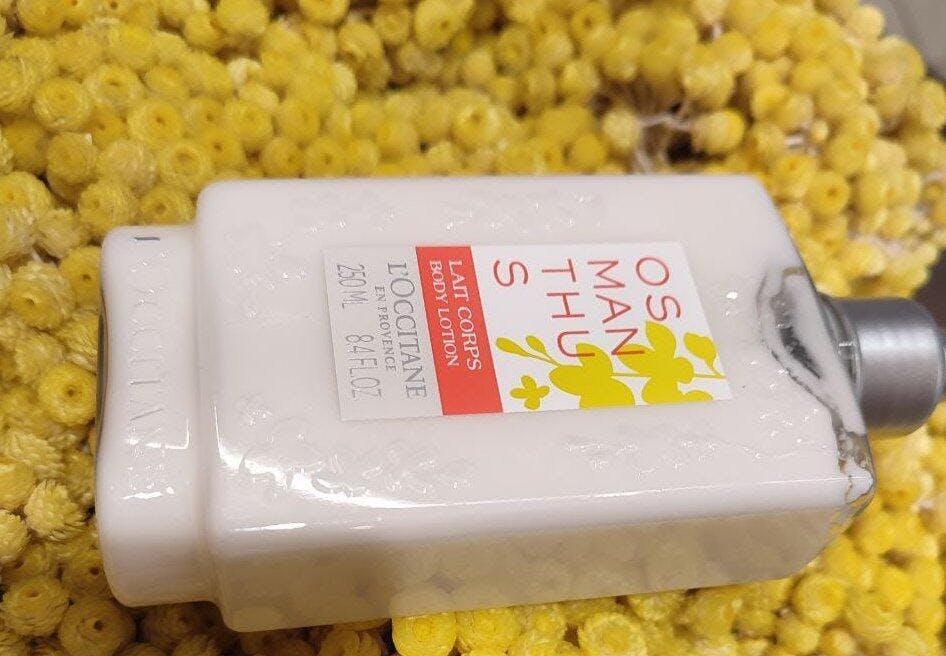 OS
MAN
THU
S
LAIT CORPS
BODY LOTION
L'OCCITANE
EN PROVENCE
250 ML 8.4 FL.OZ